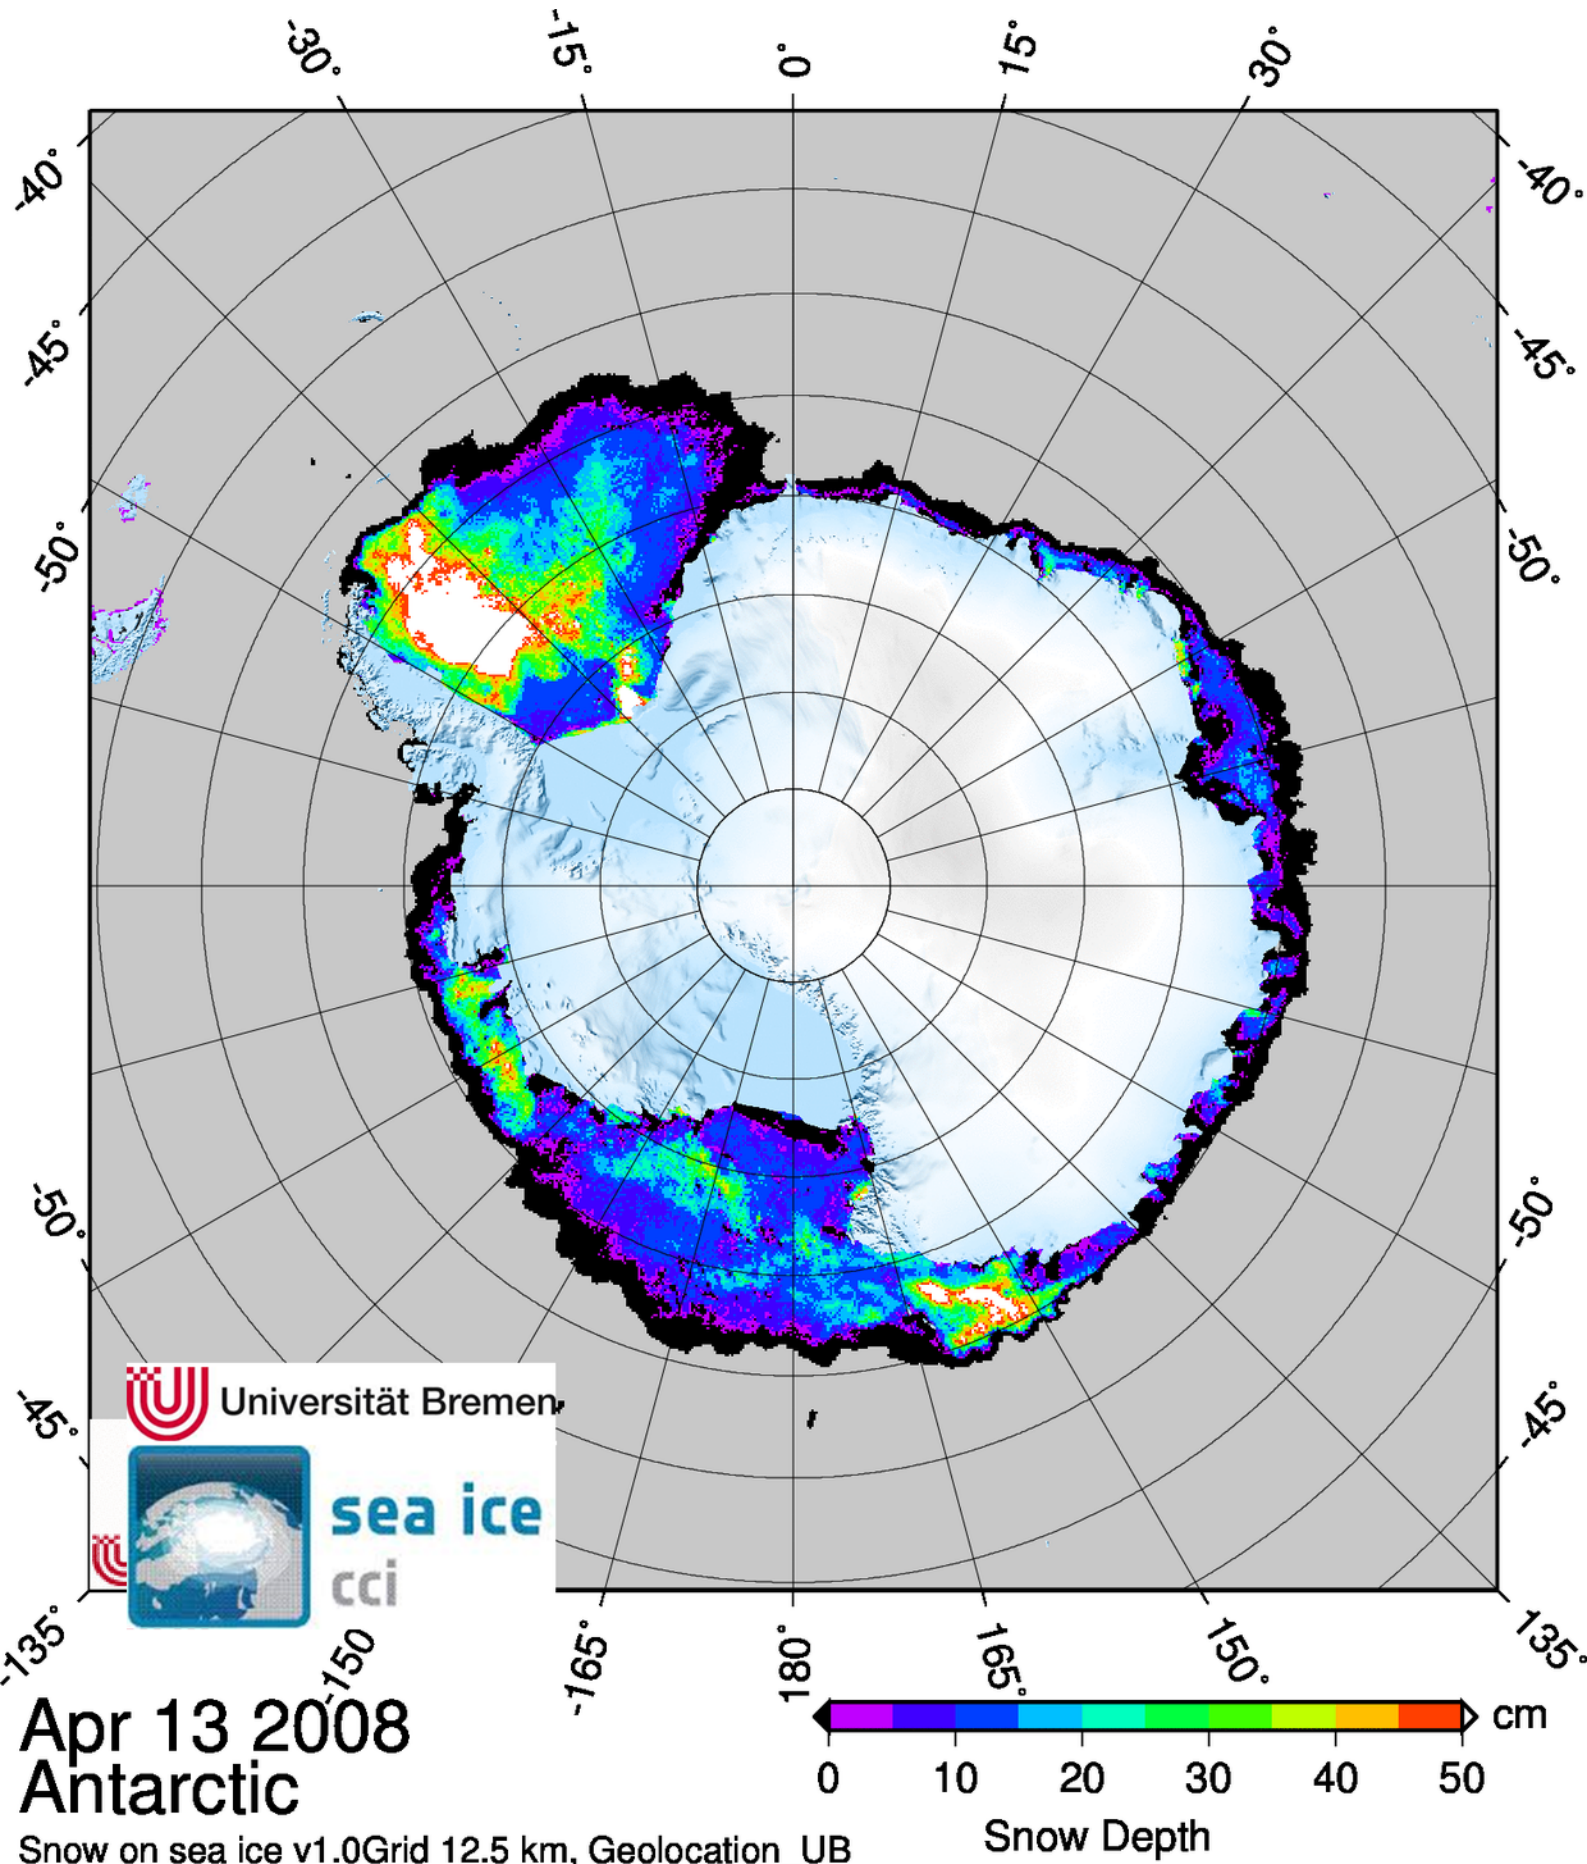 -30°
-15°
0°
15°
30°
-40°
-40°
-45°
-45°
-50°
-50°
-50°
-50°
-45°
-45°
Universität Bremen
sea ice
cci
-135°
-150
-165°
180°
165°
150°
135°
Apr 13 2008
Antarctic
Snow on sea ice v1.0Grid 12.5 km, Geolocation UB
cm
0 10 20 30 40 50
Snow Depth